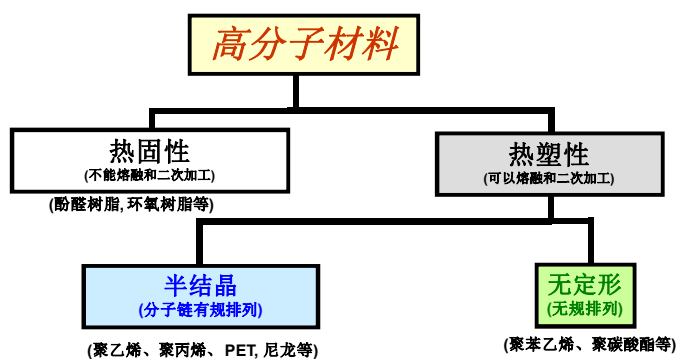 高分子材料
热固性
(不能熔融和二次加工)
(酚醛树脂, 环氧树脂等)
热塑性
(可以熔融和二次加工)
半结晶
(分子链有规排列)
(聚乙烯、聚丙烯、PET, 尼龙等)
无定形
(无规排列)
(聚苯乙烯、聚碳酸酯等)